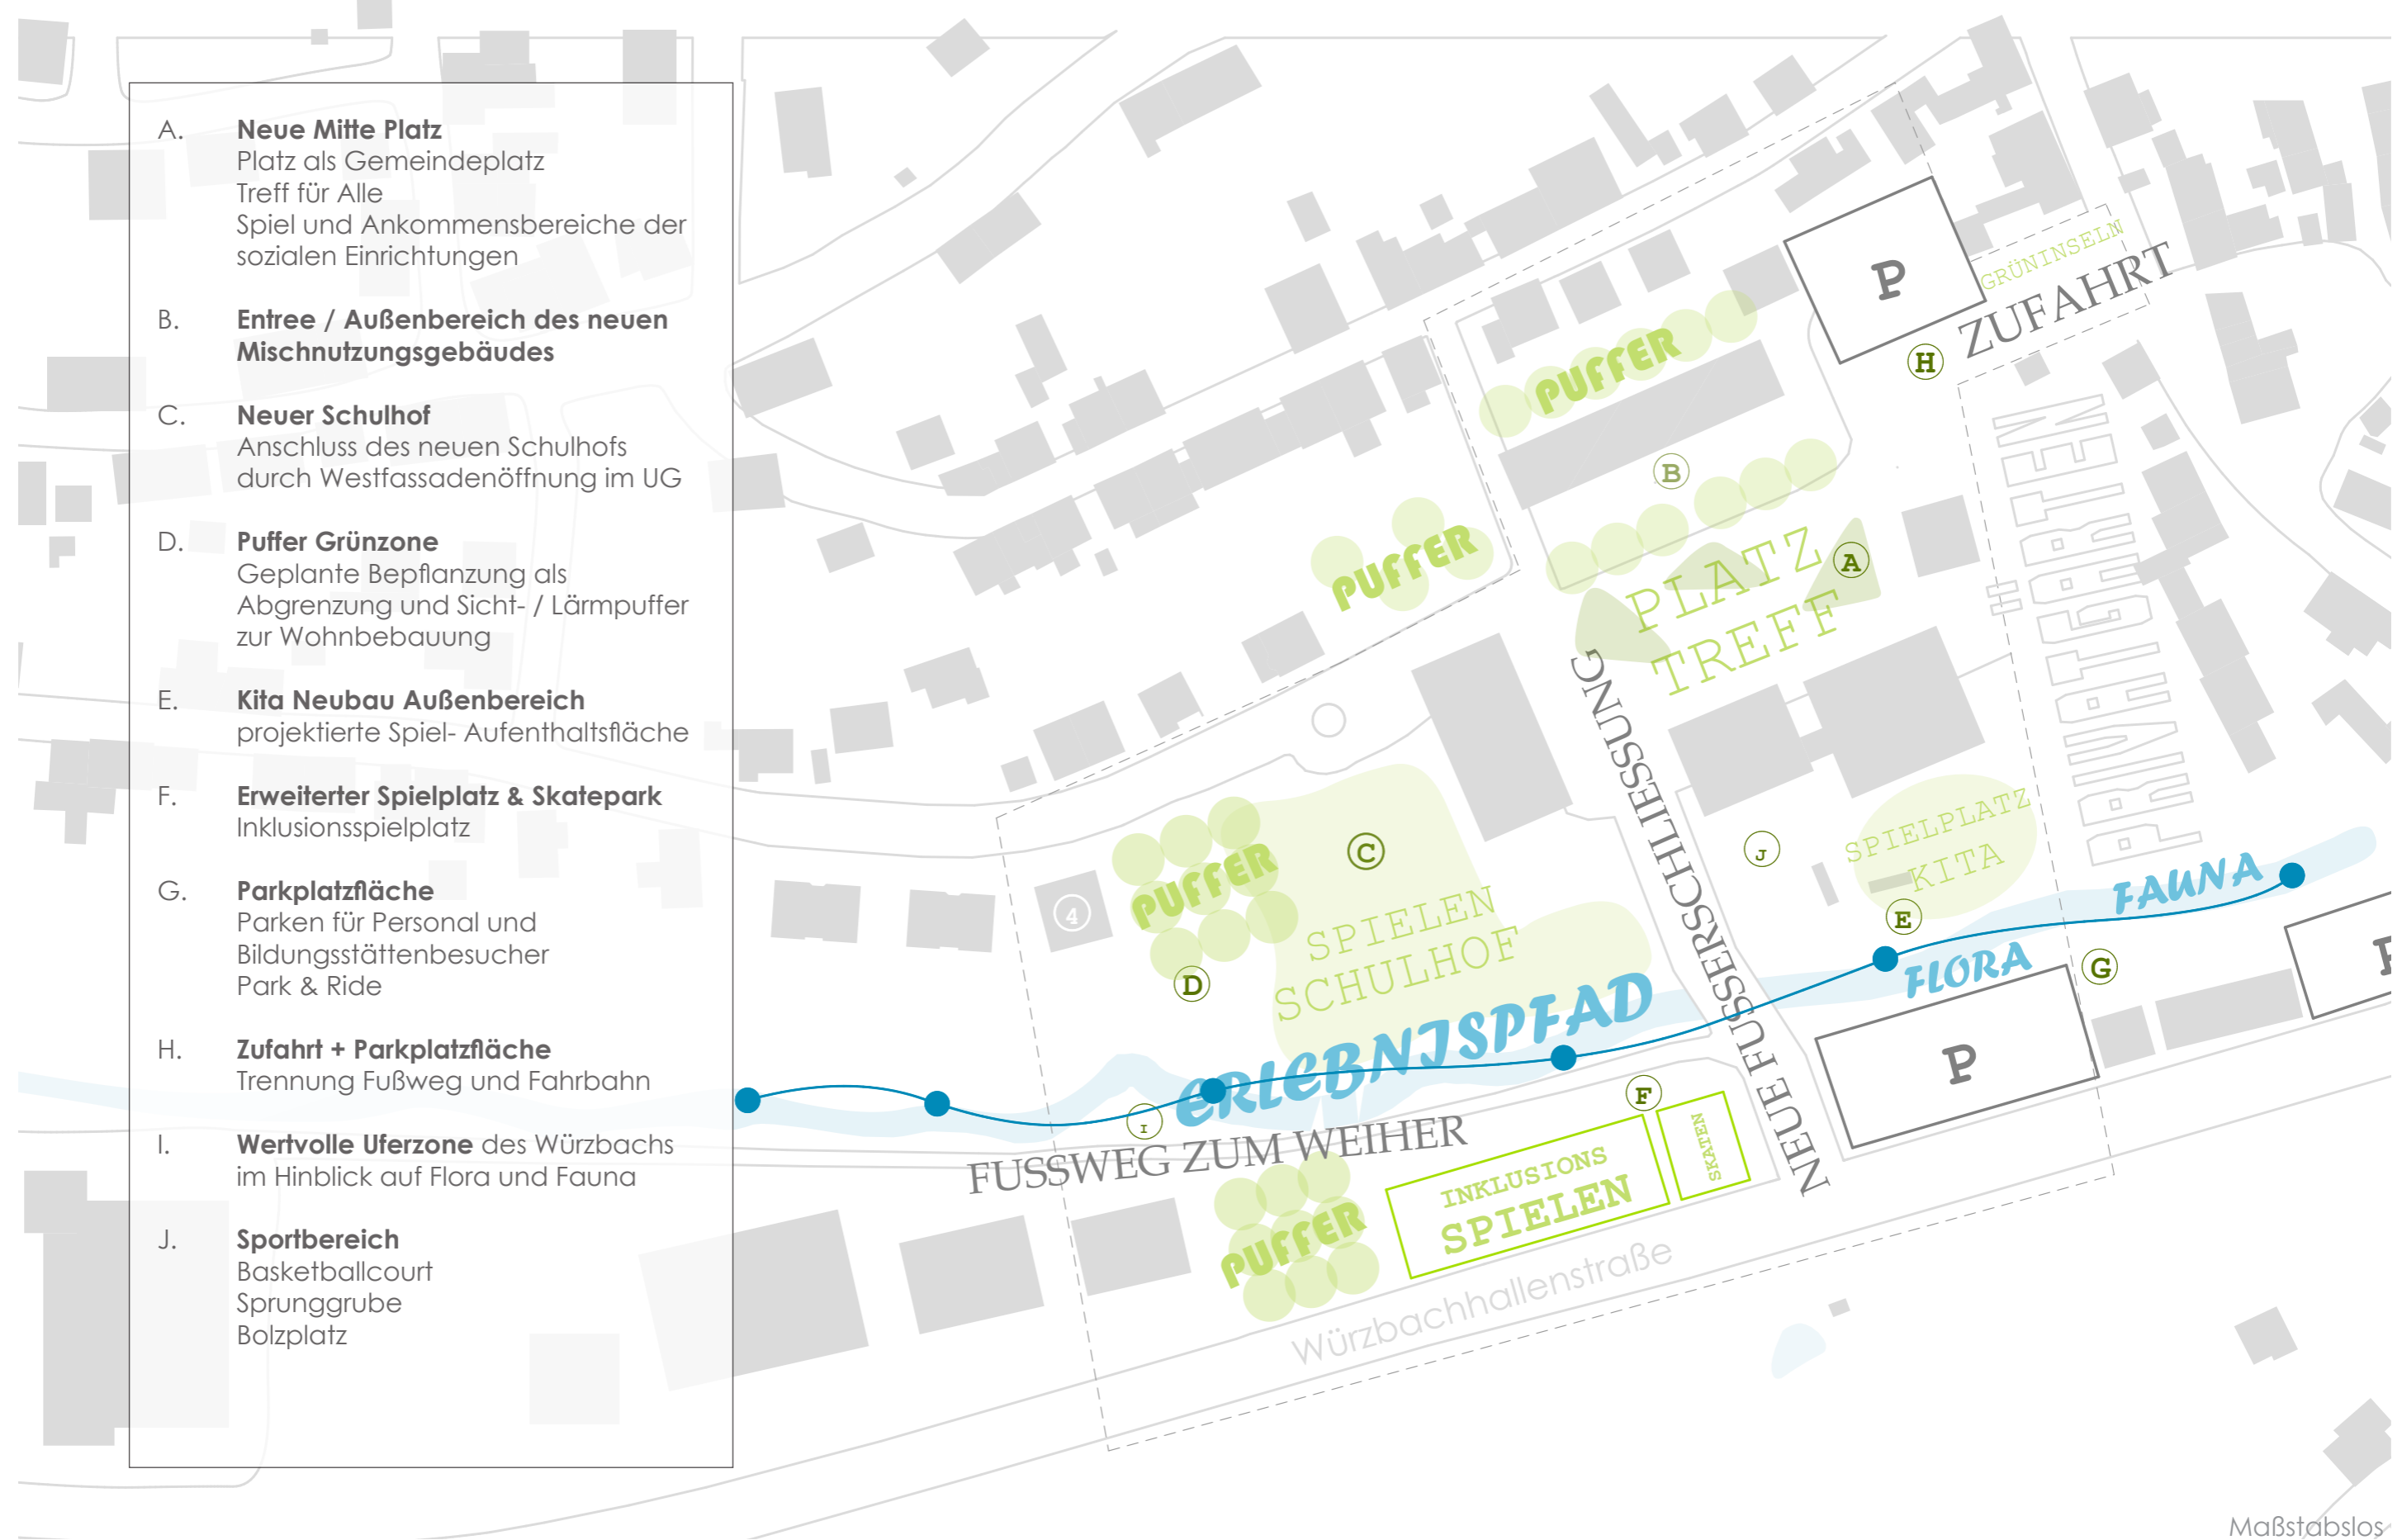 A. Neue Mitte Platz
Platz als Gemeindeplatz
Treff für Alle
Spiel und Ankommensbereiche der
sozialen Einrichtungen
B. Entree / Außenbereich des neuen
Mischnutzungsgebäudes
C. Neuer Schulhof
Anschluss des neuen Schulhofs
durch Westfassadenöffnung im UG
D. Puffer Grünzone
Geplante Bepflanzung als
Abgrenzung und Sicht- / Lärmpuffer
zur Wohnbebauung
E. Kita Neubau Außenbereich
projektierte Spiel- Aufenthaltsfläche
F. Erweiterter Spielplatz & Skatepark
Inklusionsspielplatz
G. Parkplatzfläche
Parken für Personal und
Bildungsstättenbesucher
Park & Ride
H. Zufahrt + Parkplatzfläche
Trennung Fußweg und Fahrbahn
I. Wertvolle Uferzone des Würzbachs
im Hinblick auf Flora und Fauna
J. Sportbereich
Basketballcourt
Sprunggrube
Bolzplatz
P
GRÜNINSELN
ZUFAHRT
H
PUFFER
B
PUFFER
PLATZ
TREFF
A
PRIVATGÄRTEN
NEUE FUSSERSCHLIESSUNG
C
PUFFER
4
D
SPIELEN
SCHULHOF
J
SPIELPLATZ
KITA
E
FAUNA
FLORA
G
P
P
ERLEBNISPFAD
I
FUSSWEG ZUM WEIHER
F
INKLUSIONS
SPIELEN
SKATEN
PUFFER
Würzbachhallenstraße
Maßstabslos